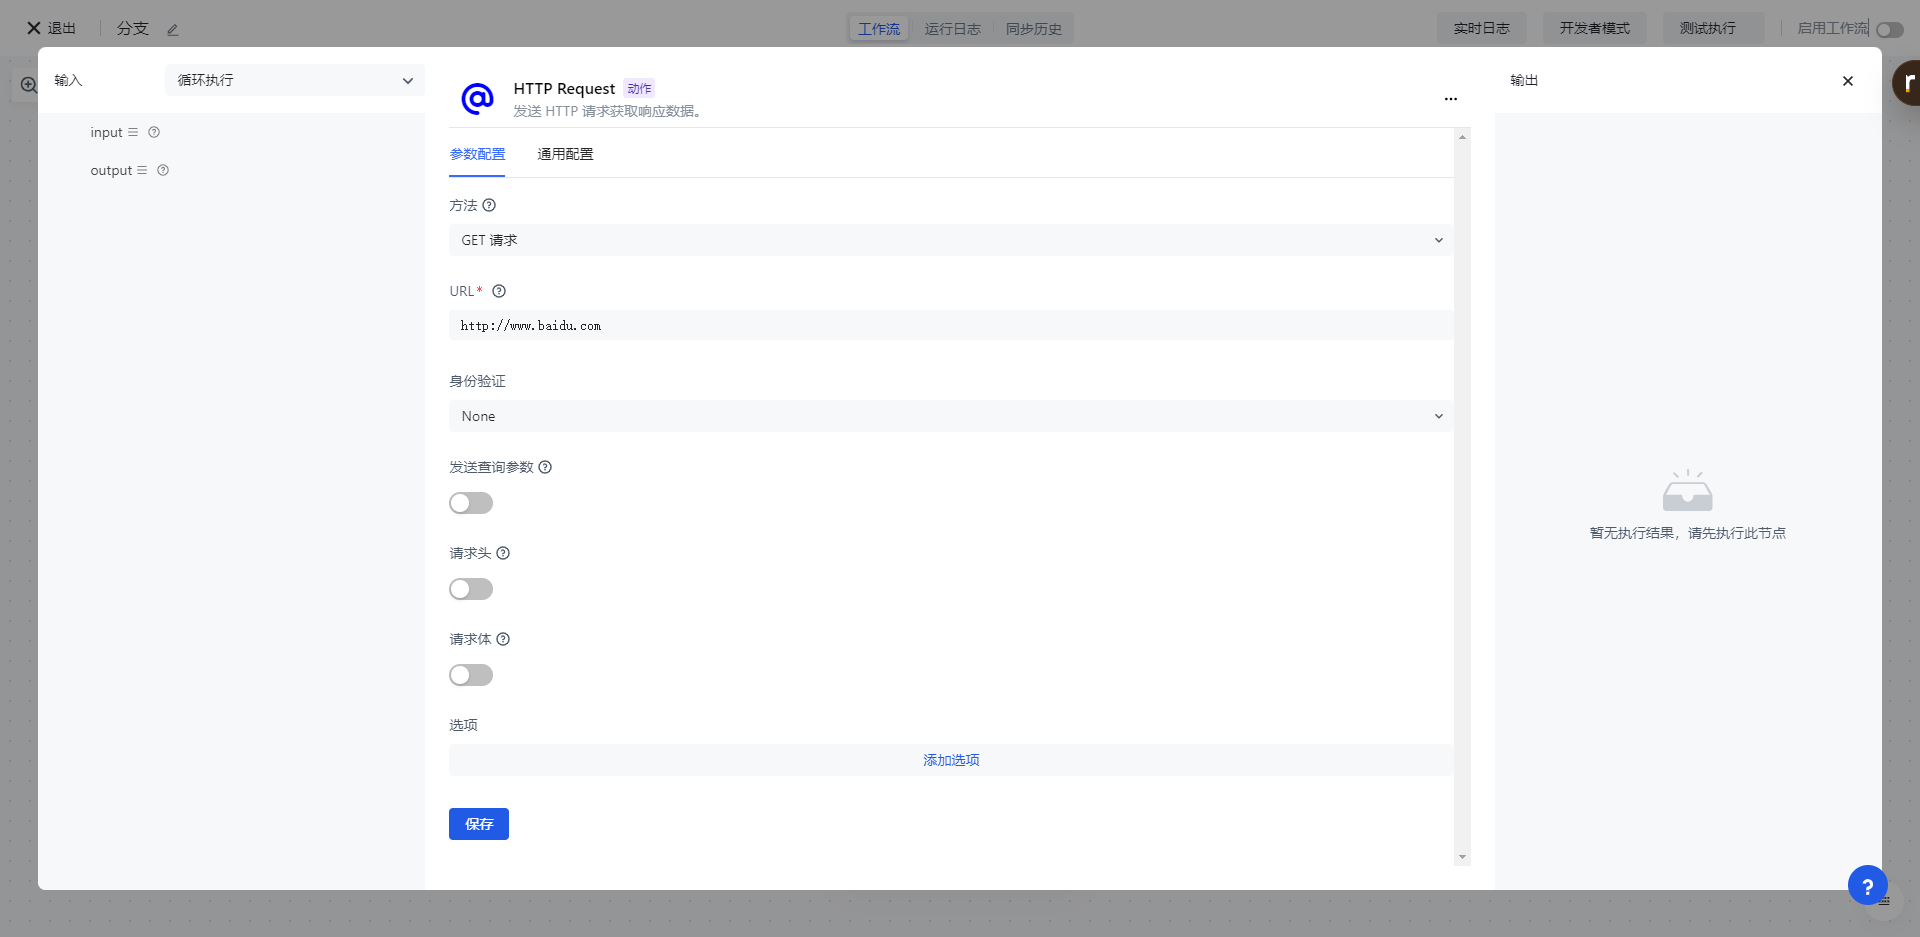 退出
分支
工作流
运行日志
同步历史
实时日志
开发者模式
测试执行
启用工作流
输入
循环执行
input
output
HTTP Request 动作
发送 HTTP 请求获取响应数据。
参数配置
通用配置
方法
GET 请求
URL*
http://www.baidu.com
身份验证
None
发送查询参数
请求头
请求体
选项
添加选项
保存
输出
暂无执行结果，请先执行此节点
r
?